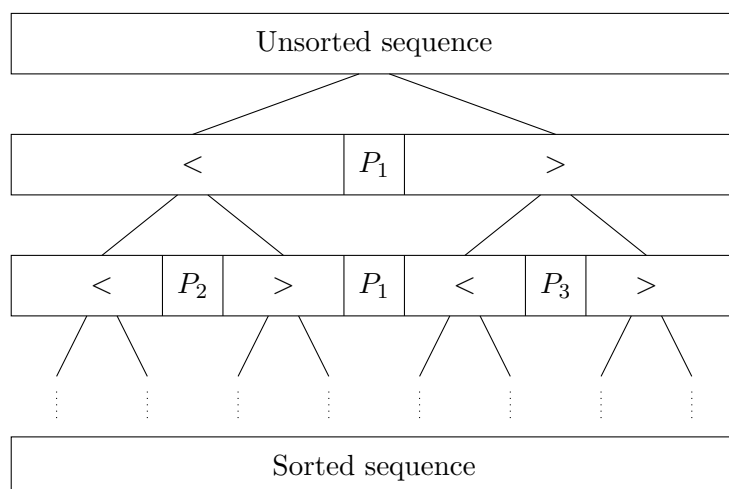 Unsorted sequence
< P₁ >
< P₂ > P₁ < P₃ >
Sorted sequence